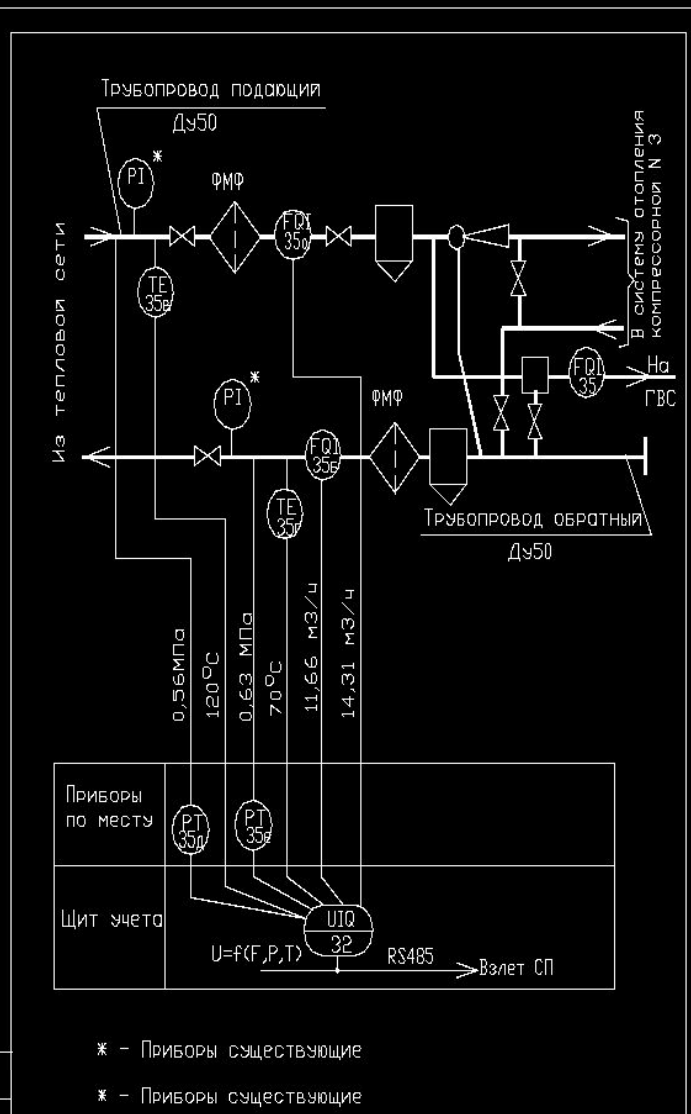 Трубопровод подающий
Ду50
PI
*
ФМФ
FQI
35а
TE
35в
Из тепловой сети
В систему отопления
компрессорной N 3
PI
*
ФМФ
FQI
35
На
ГВС
FQI
35б
TE
35г
Трубопровод обратный
Ду50
0,56МПа
120°С
0,63 МПа
70°С
11,66 м3/ч
14,31 м3/ч
Приборы
по месту
PT
35д
PT
35е
Щит учета
UIQ
32
U=f(F,P,T)
RS485
Взлет СП
* - Приборы существующие
* - Приборы существующие